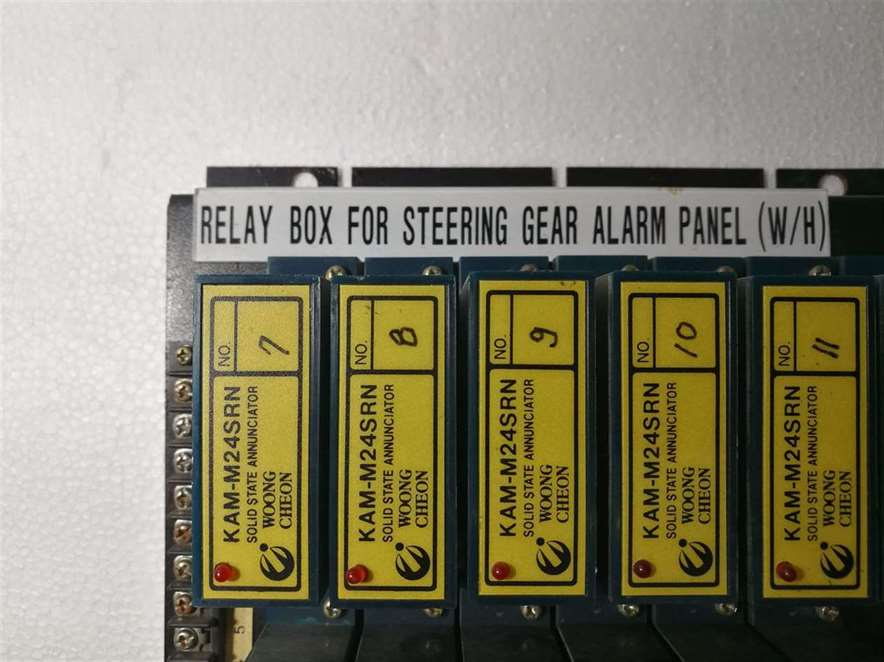 RELAY BOX FOR STEERING GEAR ALARM PANEL (W/H)
NO. 7
KAM-M24SRN
SOLID STATE ANNUNCIATOR
WOONG
CHEON
NO. 8
KAM-M24SRN
SOLID STATE ANNUNCIATOR
WOONG
CHEON
NO. 9
KAM-M24SRN
SOLID STATE ANNUNCIATOR
WOONG
CHEON
NO. 10
KAM-M24SRN
SOLID STATE ANNUNCIATOR
WOONG
CHEON
NO. 11
KAM-M24SRN
SOLID STATE ANNUNCIATOR
WOONG
CHEON
5